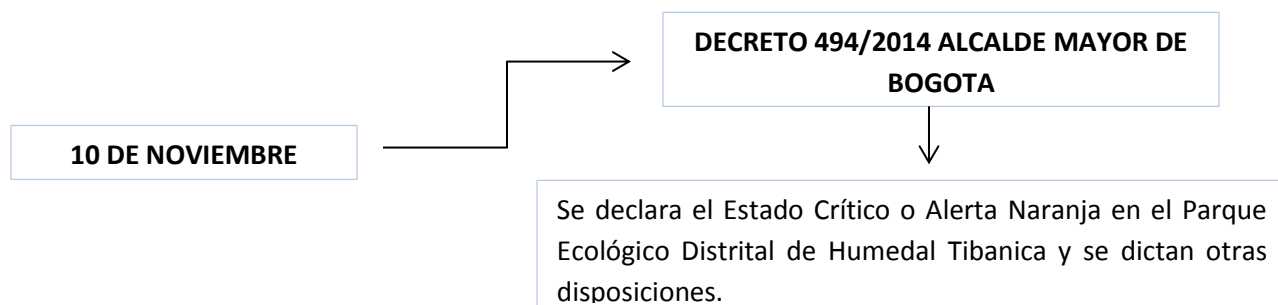 10 DE NOVIEMBRE
DECRETO 494/2014 ALCALDE MAYOR DE
BOGOTA
Se declara el Estado Crítico o Alerta Naranja en el Parque
Ecológico Distrital de Humedal Tibanica y se dictan otras
disposiciones.